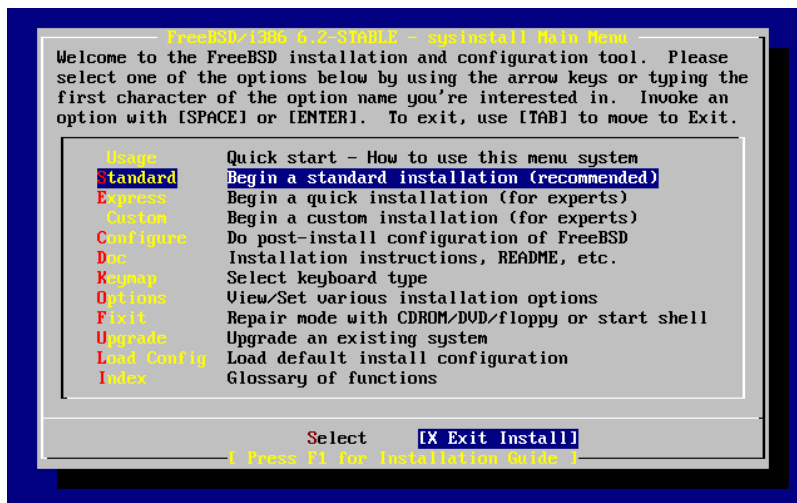 FreeBSD/i386 6.2-STABLE - sysinstall Main Menu
Welcome to the FreeBSD installation and configuration tool. Please
select one of the options below by using the arrow keys or typing the
first character of the option name you're interested in. Invoke an
option with [SPACE] or [ENTER]. To exit, use [TAB] to move to Exit.
Usage Quick start - How to use this menu system
Standard Begin a standard installation (recommended)
Express Begin a quick installation (for experts)
Custom Begin a custom installation (for experts)
Configure Do post-install configuration of FreeBSD
Doc Installation instructions, README, etc.
Keymap Select keyboard type
Options View/Set various installation options
Fixit Repair mode with CDROM/DVD/floppy or start shell
Upgrade Upgrade an existing system
Load Config Load default install configuration
Index Glossary of functions
Select [X Exit Install]
[ Press F1 for Installation Guide ]